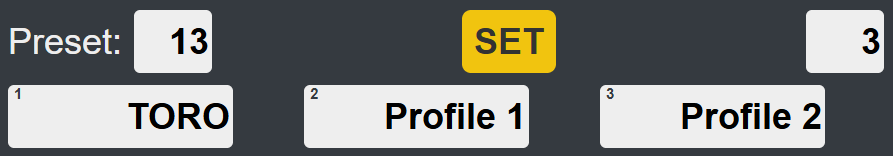 Preset: 13 SET 3
1 TORO 2 Profile 1 3 Profile 2